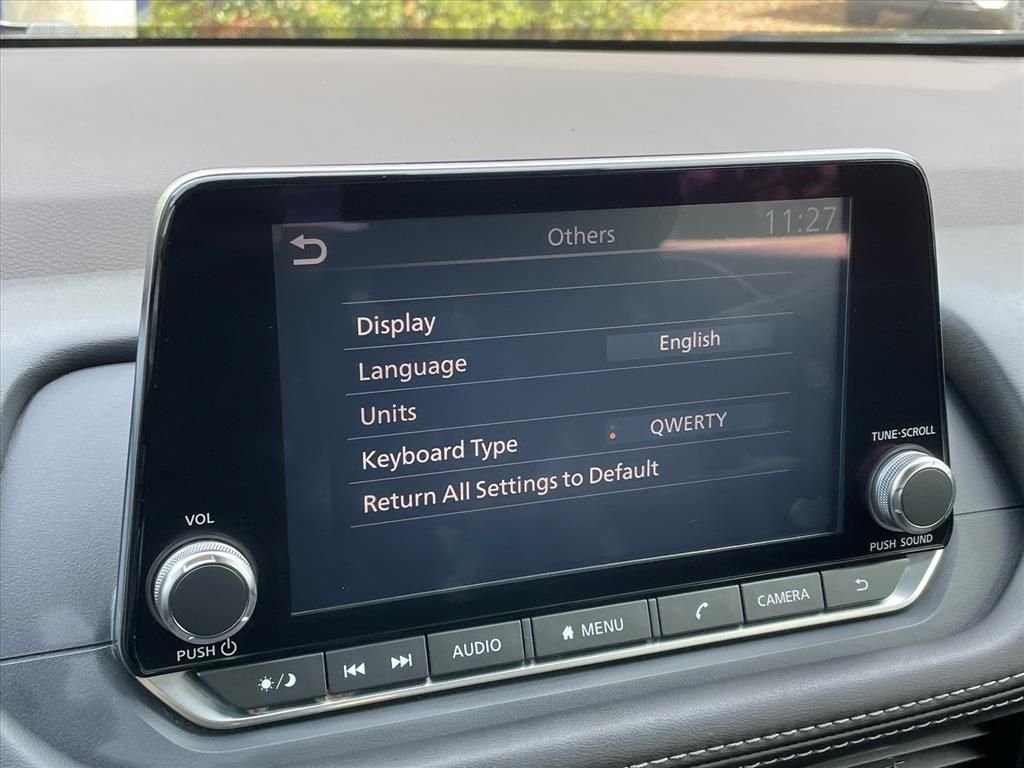 Others 11:27
Display
Language English
Units
Keyboard Type QWERTY
Return All Settings to Default
VOL
PUSH
TUNE·SCROLL
PUSH SOUND
AUDIO
MENU
CAMERA